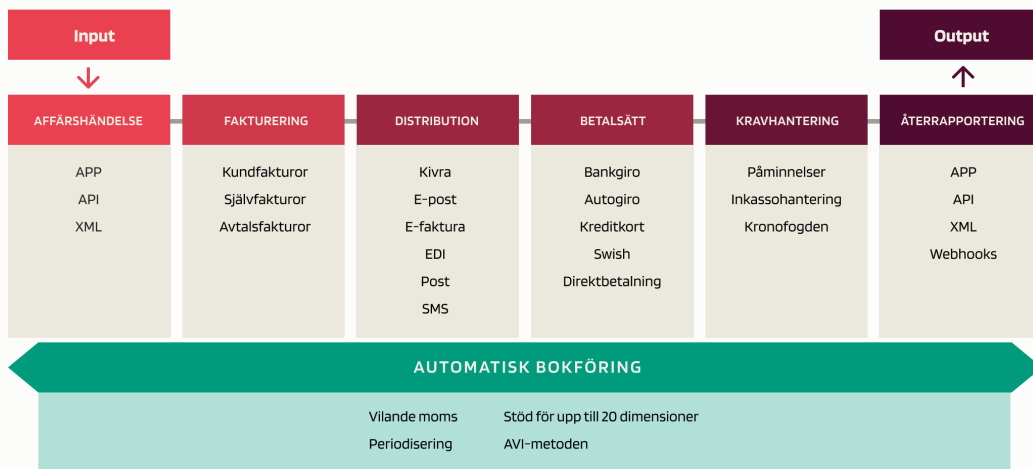 Input
Output
AFFÄRSHÄNDELSE
FAKTURERING
DISTRIBUTION
BETALSÄTT
KRAVHANTERING
ÅTERRAPPORTERING
APP
API
XML
Kundfakturor
Självfakturor
Avtalsfakturor
Kivra
E-post
E-faktura
EDI
Post
SMS
Bankgiro
Autogiro
Kreditkort
Swish
Direktbetalning
Påminnelser
Inkassohantering
Kronofogden
APP
API
XML
Webhooks
AUTOMATISK BOKFÖRING
Vilande moms
Periodisering
Stöd för upp till 20 dimensioner
AVI-metoden